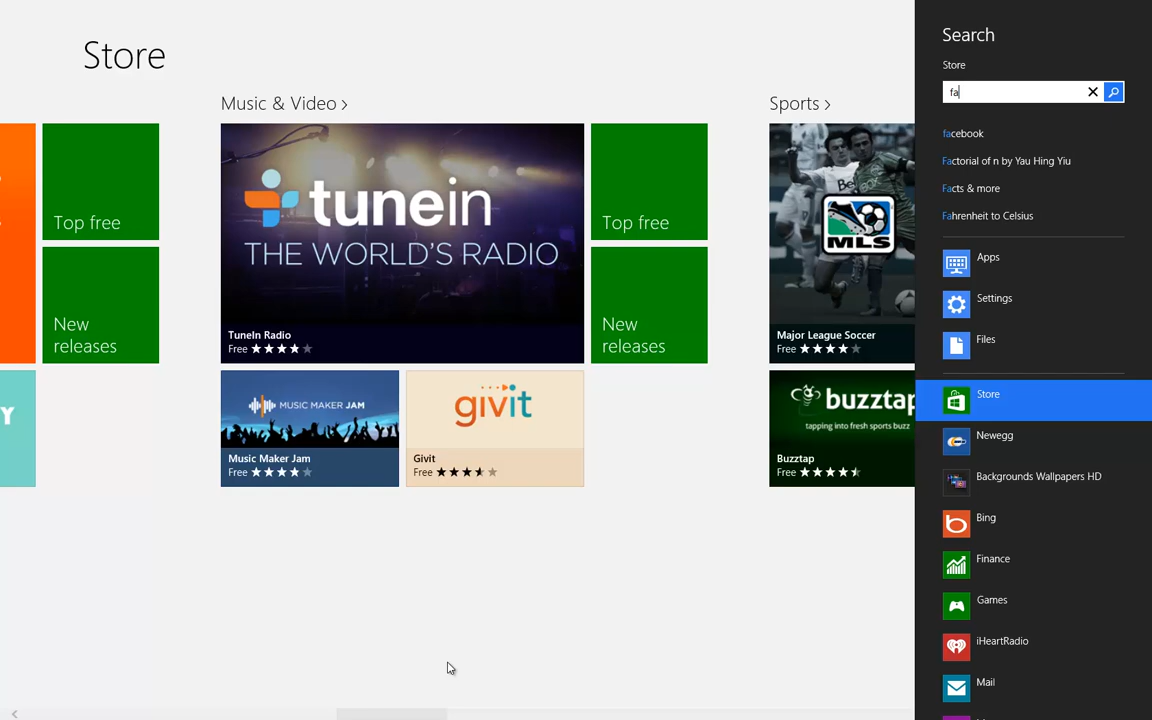 Store
Music & Video
Sports
Top free
New
releases
Y
tunein
THE WORLD'S RADIO
TuneIn Radio
Free
Top free
New
releases
MLS
Major League Soccer
Free
MUSIC MAKER JAM
Music Maker Jam
Free
givit
Givit
Free
buzztap
tapping into fresh sports buzz
Buzztap
Free
Search
Store
fa
facebook
Factorial of n by Yau Hing Yiu
Facts & more
Fahrenheit to Celsius
Apps
Settings
Files
Store
Newegg
Backgrounds Wallpapers HD
Bing
Finance
Games
iHeartRadio
Mail